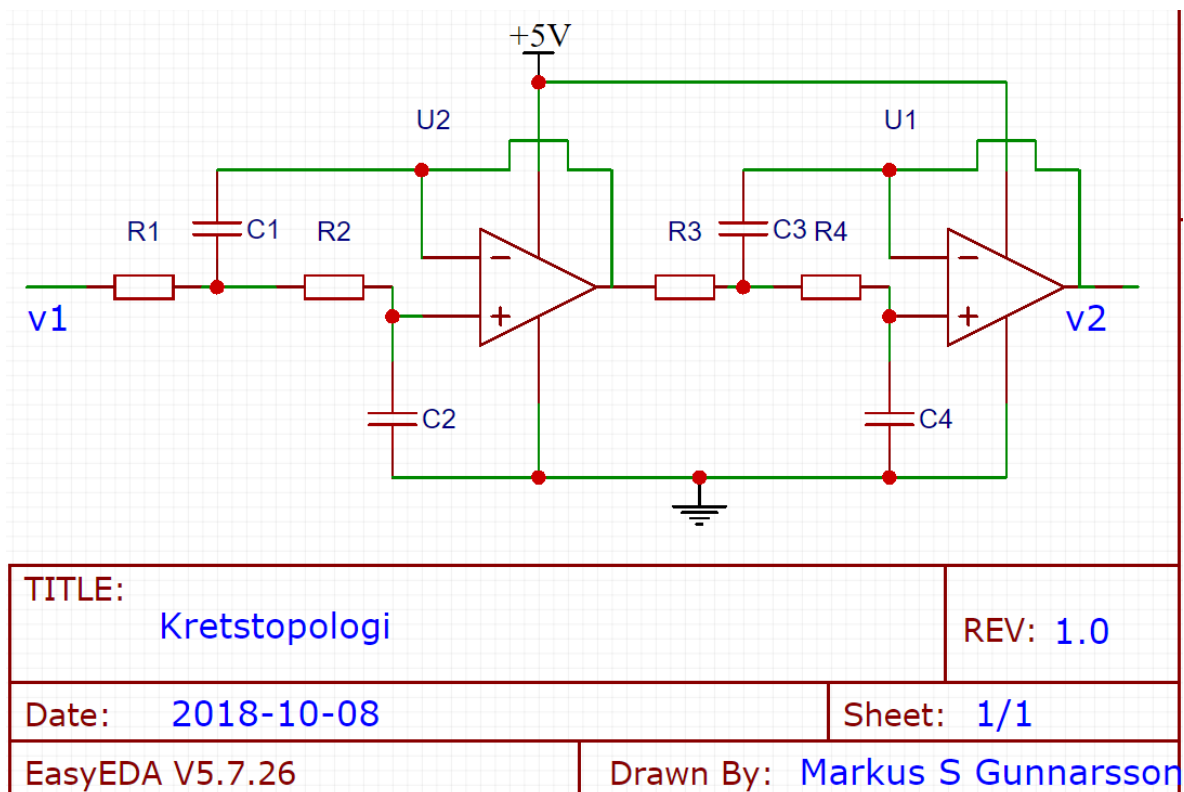 +5V
U2
U1
R1
C1
R2
R3
C3
R4
v1
v2
C2
C4
TITLE:
Kretstopologi
REV: 1.0
Date: 2018-10-08
Sheet: 1/1
EasyEDA V5.7.26
Drawn By: Markus S Gunnarsson